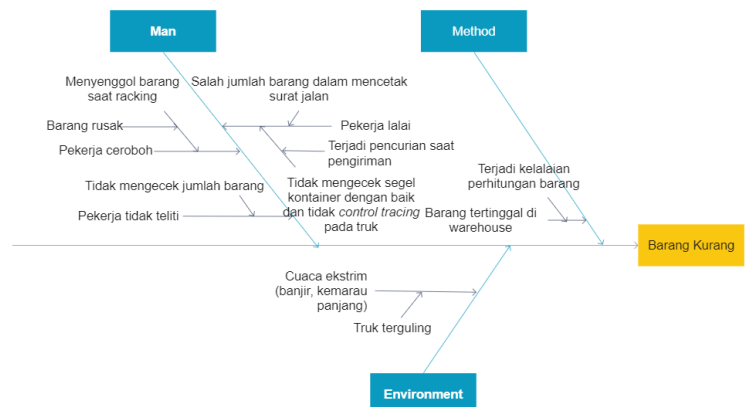 Man
Method
Menyenggol barang
saat racking
Salah jumlah barang dalam mencetak
surat jalan
Barang rusak
Pekerja lalai
Pekerja ceroboh
Terjadi pencurian saat
pengiriman
Tidak mengecek jumlah barang
Tidak mengecek segel
kontainer dengan baik
dan tidak control tracing
pada truk
Pekerja tidak teliti
Terjadi kelalaian
perhitungan barang
Barang tertinggal di
warehouse
Barang Kurang
Cuaca ekstrim
(banjir, kemarau
panjang)
Truk terguling
Environment